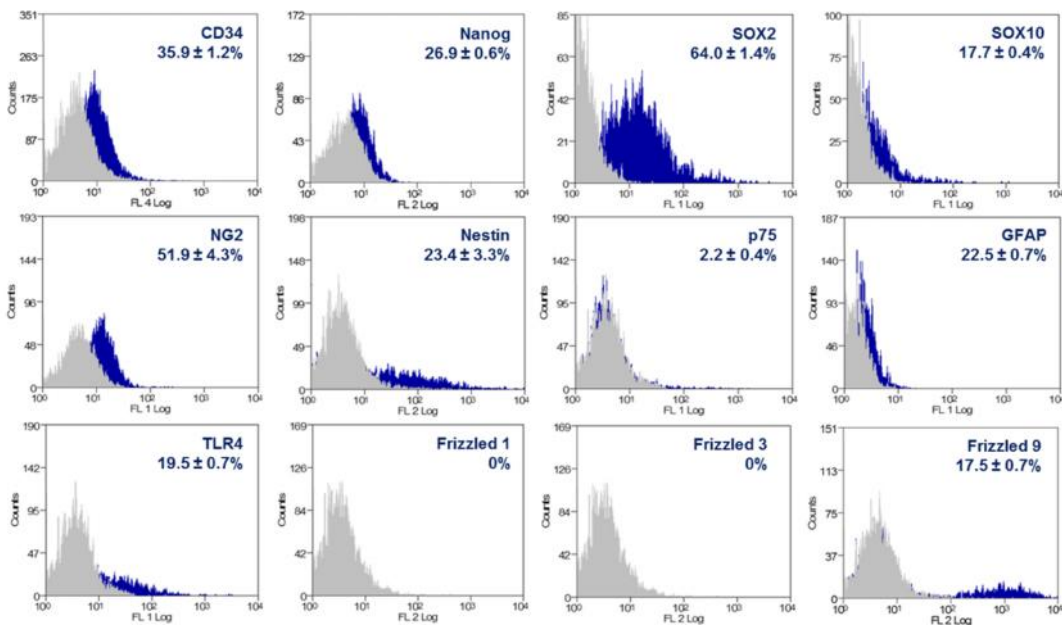 CD34
35.9 ± 1.2%
351
263
175
87
0
Counts
10⁰ 10¹ 10² 10³ 10⁴
FL 4 Log
Nanog
26.9 ± 0.6%
172
129
86
43
0
Counts
10⁰ 10¹ 10² 10³ 10⁴
FL 2 Log
SOX2
64.0 ± 1.4%
85
63
42
21
0
Counts
10⁰ 10¹ 10² 10³ 10⁴
FL 1 Log
SOX10
17.7 ± 0.4%
100
75
50
25
0
Counts
10⁰ 10¹ 10² 10³ 10⁴
FL 1 Log
NG2
51.9 ± 4.3%
193
144
96
48
0
Counts
10⁰ 10¹ 10² 10³ 10⁴
FL 1 Log
Nestin
23.4 ± 3.3%
198
148
99
49
0
Counts
10⁰ 10¹ 10² 10³ 10⁴
FL 2 Log
p75
2.2 ± 0.4%
190
142
95
47
0
Counts
10⁰ 10¹ 10² 10³ 10⁴
FL 1 Log
GFAP
22.5 ± 0.7%
187
140
93
46
0
Counts
10⁰ 10¹ 10² 10³ 10⁴
FL 1 Log
TLR4
19.5 ± 0.7%
190
142
95
47
0
Counts
10⁰ 10¹ 10² 10³ 10⁴
FL 1 Log
Frizzled 1
0%
169
126
84
42
0
Counts
10⁰ 10¹ 10² 10³ 10⁴
FL 2 Log
Frizzled 3
0%
169
126
84
42
0
Counts
10⁰ 10¹ 10² 10³ 10⁴
FL 2 Log
Frizzled 9
17.5 ± 0.7%
151
113
75
37
0
Counts
10⁰ 10¹ 10² 10³ 10⁴
FL 2 Log